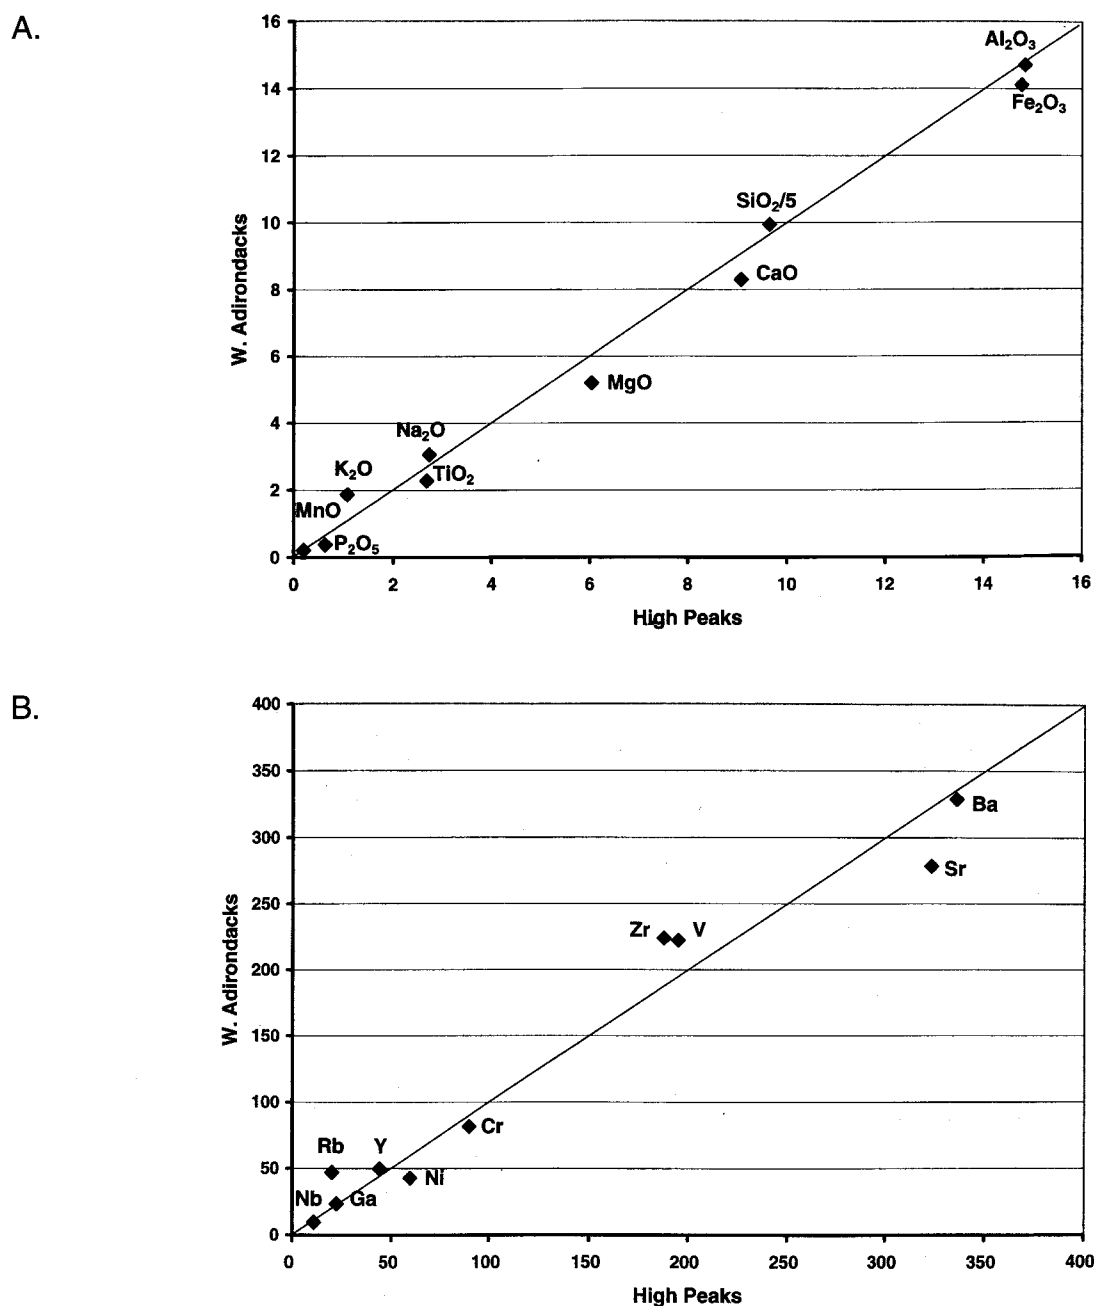 A.
16
14
12
10
8
6
4
2
0
W. Adirondacks
Al₂O₃
Fe₂O₃
SiO₂/5
CaO
MgO
Na₂O
TiO₂
K₂O
MnO
P₂O₅
0 2 4 6 8 10 12 14 16
High Peaks
B.
400
350
300
250
200
150
100
50
0
W. Adirondacks
Ba
Sr
Zr V
Cr
Rb Y
Ni
Nb Ga
0 50 100 150 200 250 300 350 400
High Peaks